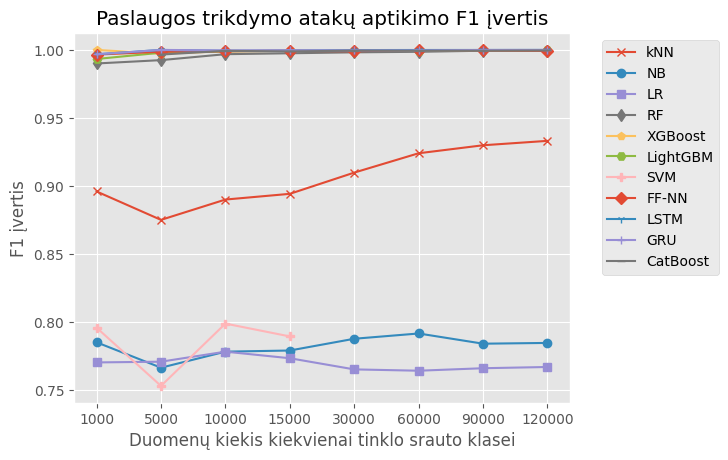 Paslaugos trikdymo atakų aptikimo F1 įvertis
1.00
0.95
0.90
0.85
0.80
0.75
F1 įvertis
1000 5000 10000 15000 30000 60000 90000 120000
Duomenų kiekis kiekvienai tinklo srauto klasei
kNN
NB
LR
RF
XGBoost
LightGBM
SVM
FF-NN
LSTM
GRU
CatBoost